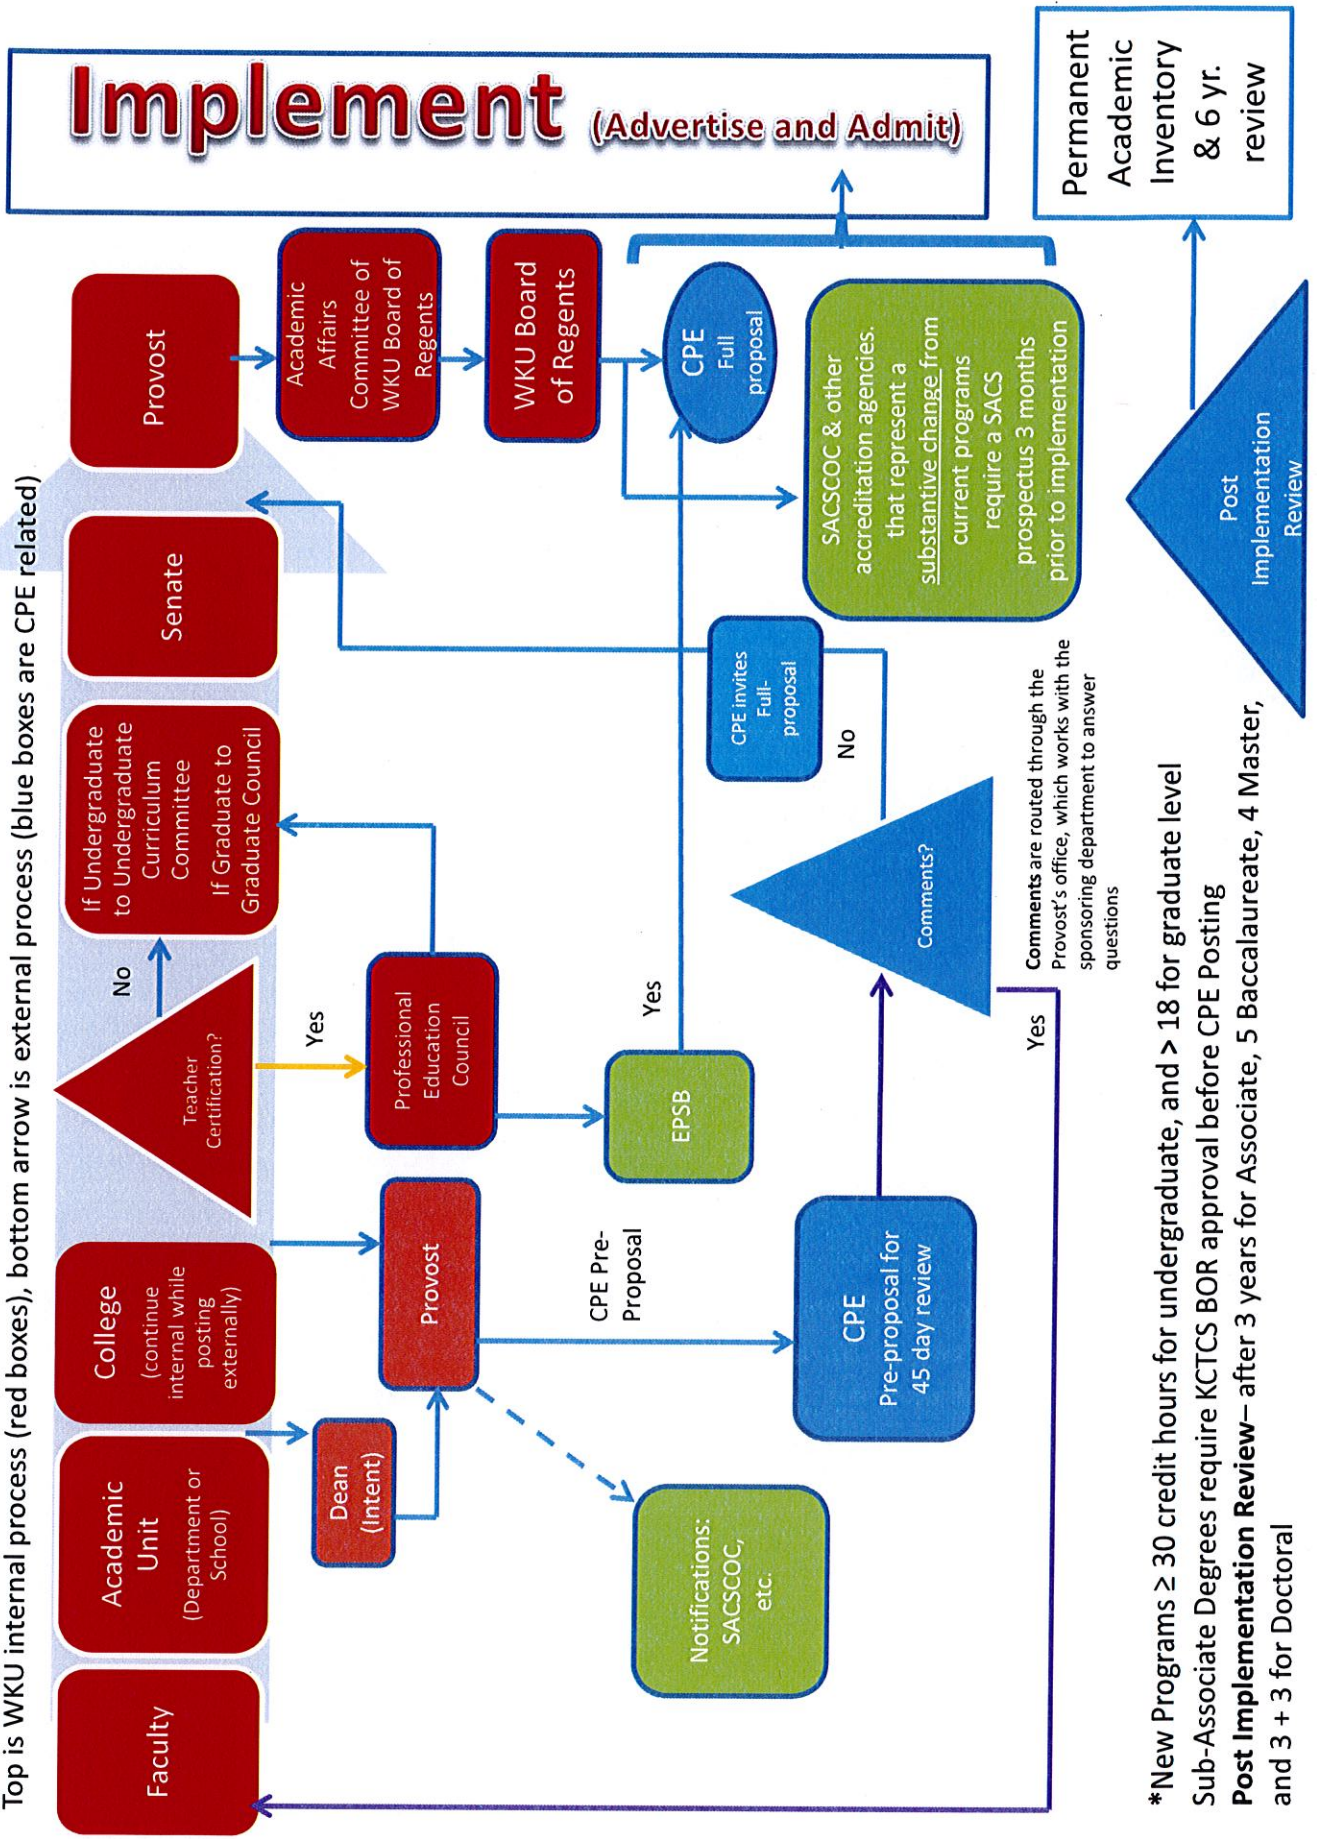 Top is WKU internal process (red boxes), bottom arrow is external process (blue boxes are CPE related)
Faculty
Academic
Unit
(Department or
School)
College
(continue
internal while
posting
externally)
Teacher
Certification?
No
If Undergraduate
to Undergraduate
Curriculum
Committee
If Graduate to
Graduate Council
Senate
Provost
Implement (Advertise and Admit)
Dean
(Intent)
Provost
Yes
Professional
Education
Council
Academic
Affairs
Committee of
WKU Board of
Regents
WKU Board
of Regents
Notifications:
SACSCOC,
etc.
CPE Pre-
Proposal
EPSB
Yes
CPE
Full
proposal
CPE
Pre-proposal for
45 day review
Comments?
No
CPE invites
Full-
proposal
SACSCOC & other
accreditation agencies.
that represent a
substantive change from
current programs
require a SACS
prospectus 3 months
prior to implementation
Yes
Comments are routed through the
Provost's office, which works with the
sponsoring department to answer
questions
Post
Implementation
Review
Permanent
Academic
Inventory
& 6 yr.
review
*New Programs ≥ 30 credit hours for undergraduate, and > 18 for graduate level
Sub-Associate Degrees require KCTCS BOR approval before CPE Posting
Post Implementation Review– after 3 years for Associate, 5 Baccalaureate, 4 Master,
and 3 + 3 for Doctoral